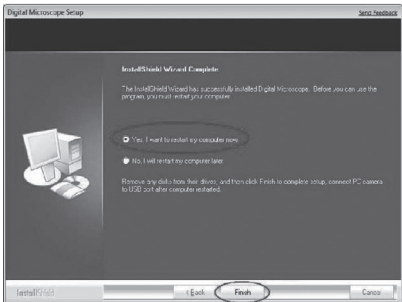 Digital Microscope Setup
Send Feedback
InstallShield Wizard Complete
The InstallShield Wizard has successfully installed Digital Microscope. Before you can use the
program, you must restart your computer.
Yes, I want to restart my computer now.
No, I will restart my computer later.
Remove any disks from their drives, and then click Finish to complete setup, connect PC camera
to USB port after computer restarted.
InstallShield
< Back
Finish
Cancel